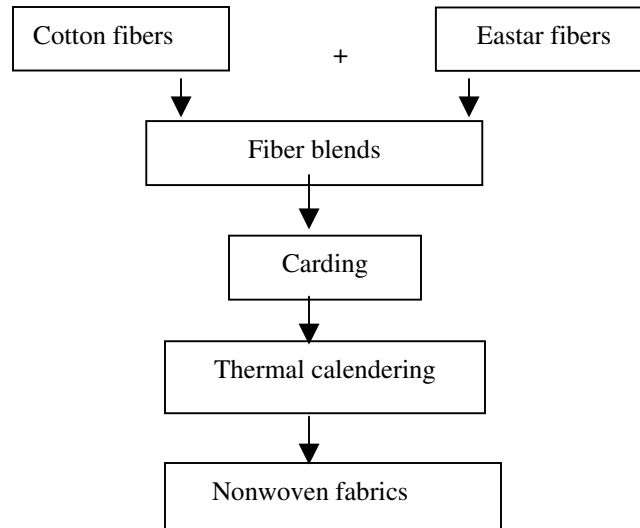 Cotton fibers
+
Eastar fibers
Fiber blends
Carding
Thermal calendering
Nonwoven fabrics